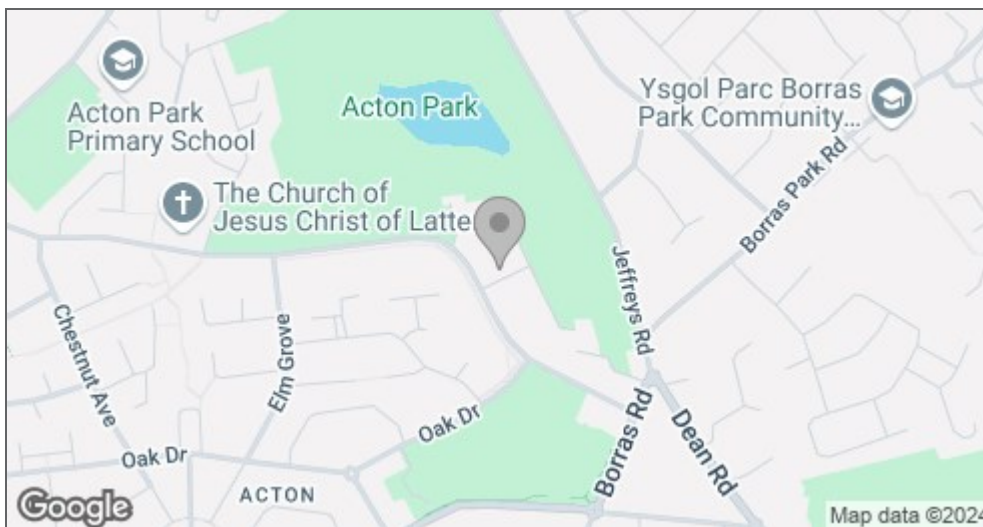 Acton Park
Primary School
Acton Park
Ysgol Parc Borras
Park Community...
The Church of
Jesus Christ of Latte
Borras Park Rd
Jeffreys Rd
Chestnut Ave
Elm Grove
Oak Dr
Oak Dr
Borras Rd
Dean Rd
ACTON
Google
Map data ©2024